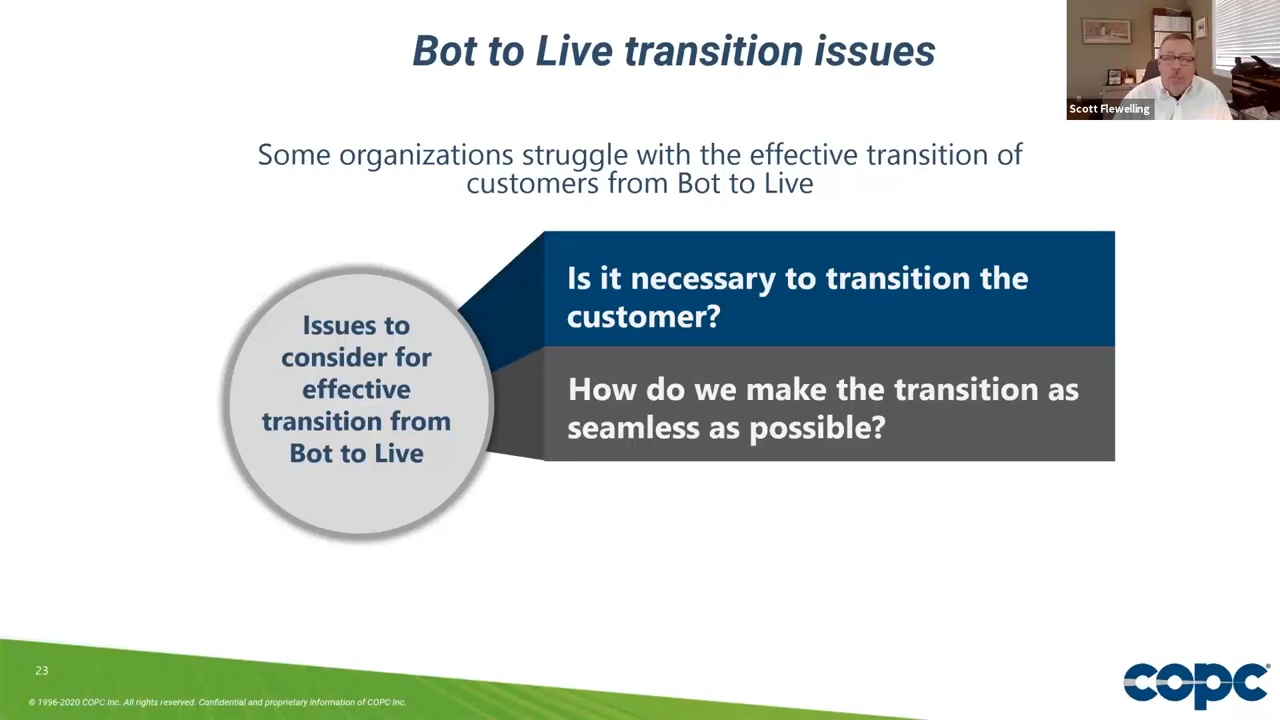 Bot to Live transition issues
Scott Flewelling
Some organizations struggle with the effective transition of
customers from Bot to Live
Issues to
consider for
effective
transition from
Bot to Live
Is it necessary to transition the
customer?
How do we make the transition as
seamless as possible?
23
© 1996-2020 COPC Inc. All rights reserved. Confidential and proprietary information of COPC Inc.
copc®